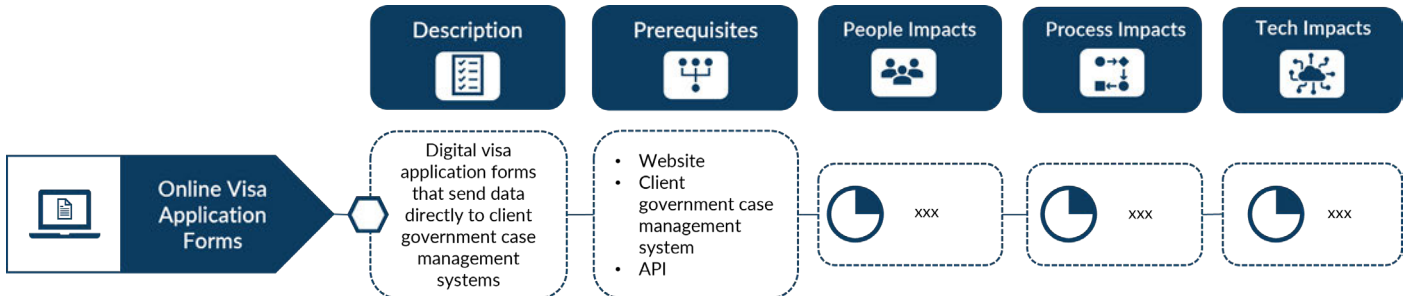 Description
Prerequisites
People Impacts
Process Impacts
Tech Impacts
Online Visa
Application
Forms
Digital visa
application forms
that send data
directly to client
government case
management
systems
• Website
• Client
government case
management
system
• API
xxx
xxx
xxx